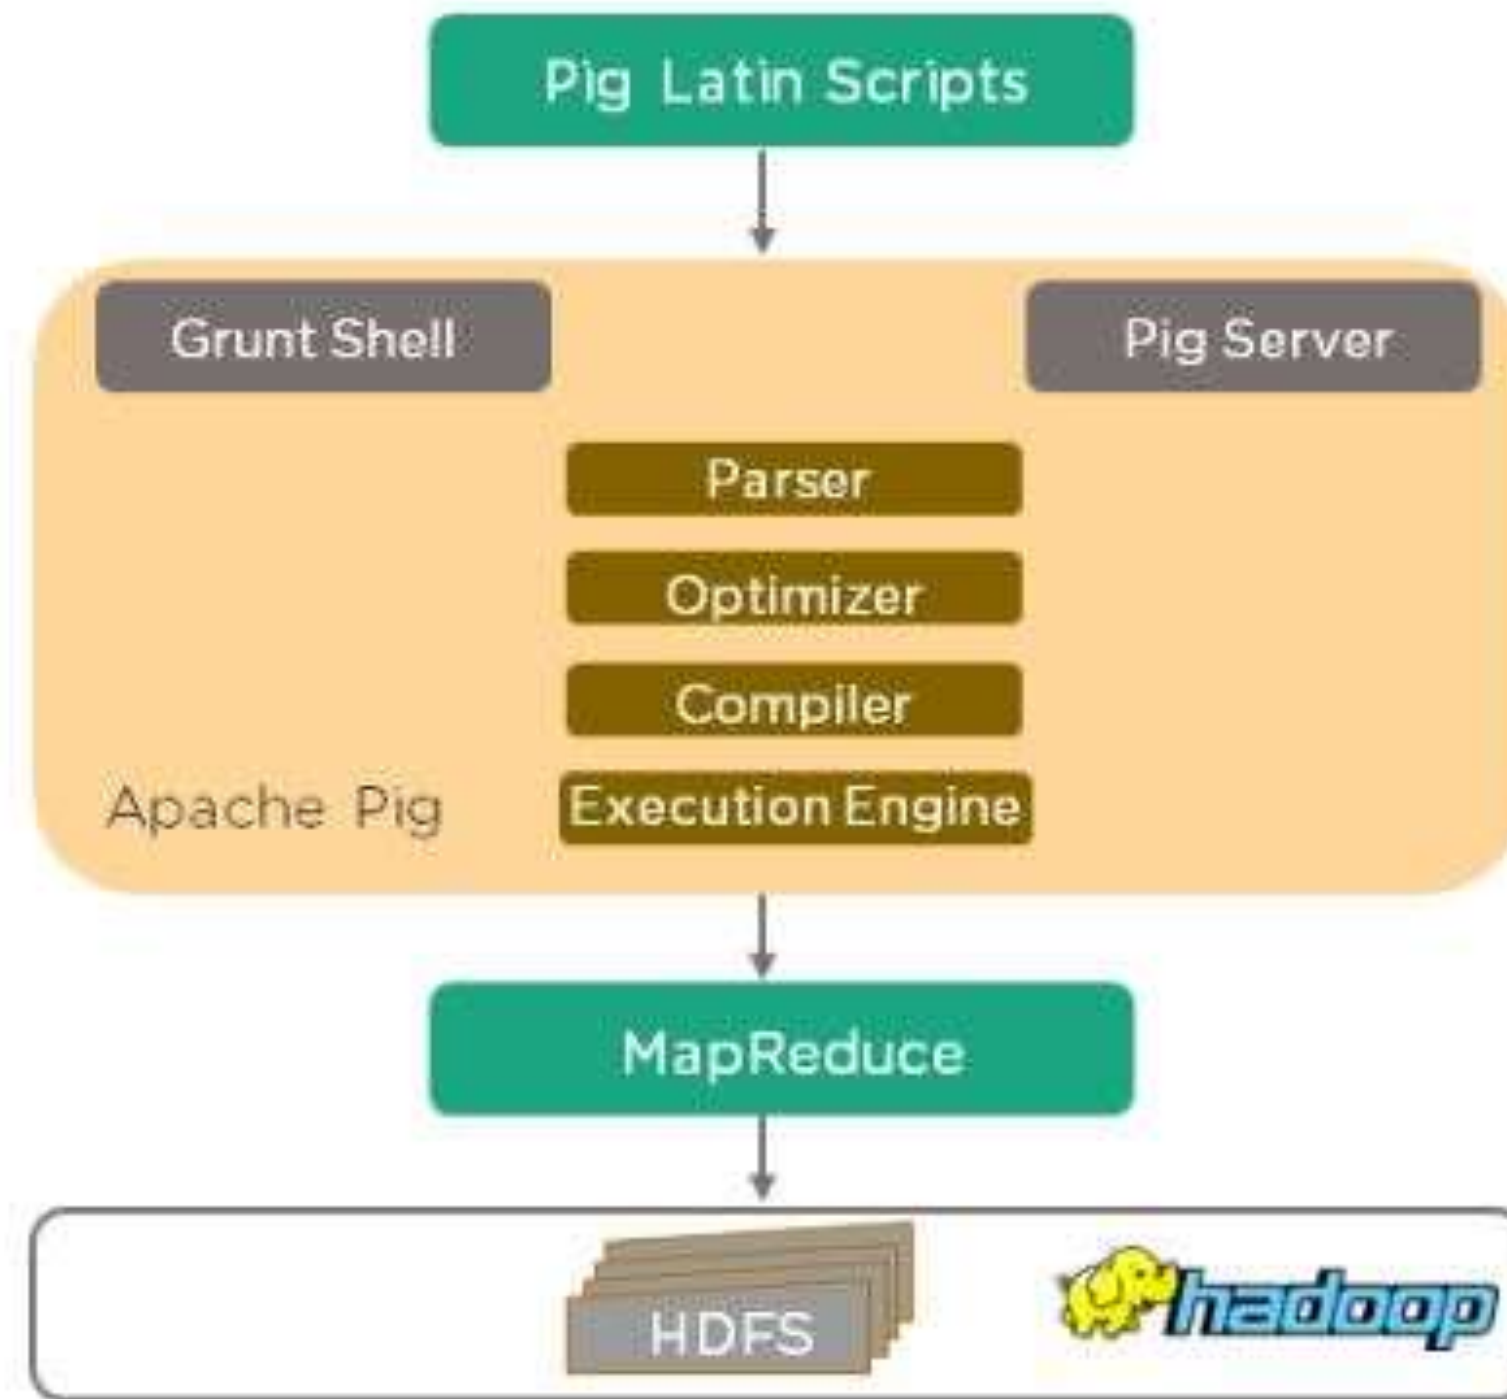 Pig Latin Scripts
Grunt Shell
Pig Server
Parser
Optimizer
Compiler
Execution Engine
Apache Pig
MapReduce
HDFS
hadoop